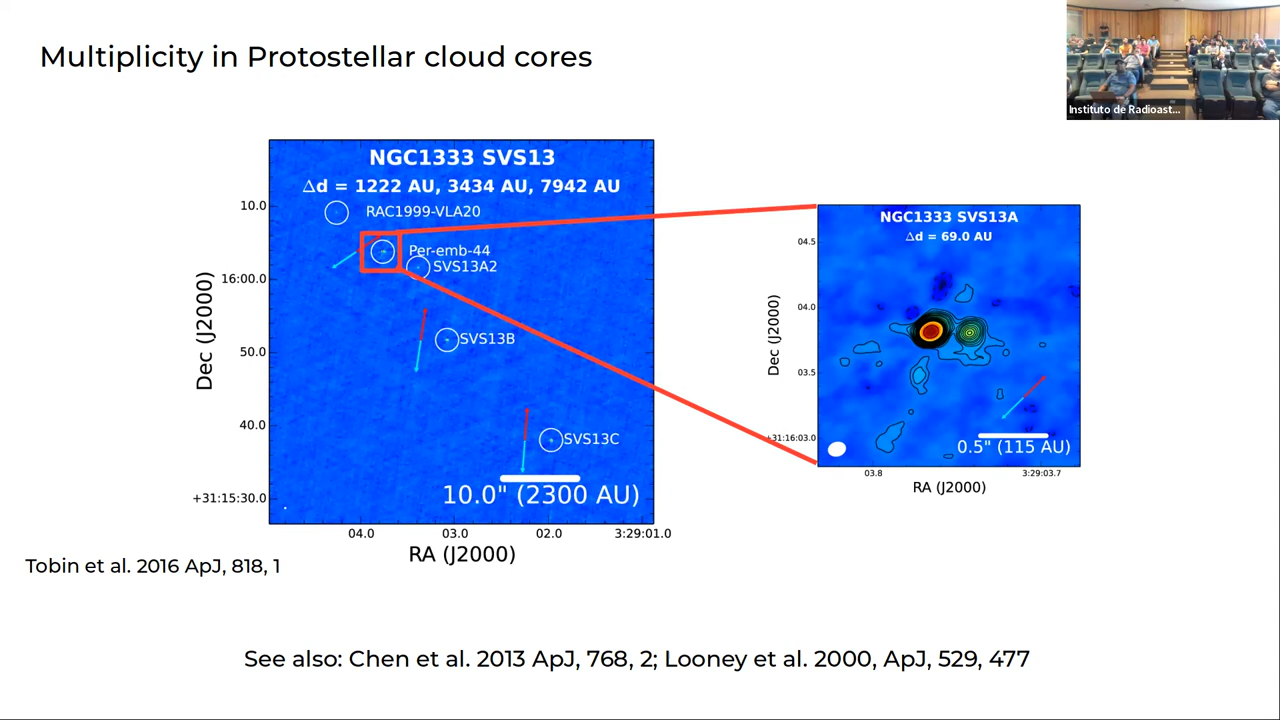 Multiplicity in Protostellar cloud cores
Instituto de Radioast...
NGC1333 SVS13
Δd = 1222 AU, 3434 AU, 7942 AU
RAC1999-VLA20
Per-emb-44
SVS13A2
SVS13B
SVS13C
10.0" (2300 AU)
Dec (J2000)
10.0
16:00.0
50.0
40.0
+31:15:30.0
04.0
03.0
02.0
3:29:01.0
RA (J2000)
NGC1333 SVS13A
Δd = 69.0 AU
0.5" (115 AU)
Dec (J2000)
04.5
04.0
03.5
+31:16:03.0
03.8
3:29:03.7
RA (J2000)
Tobin et al. 2016 ApJ, 818, 1
See also: Chen et al. 2013 ApJ, 768, 2; Looney et al. 2000, ApJ, 529, 477